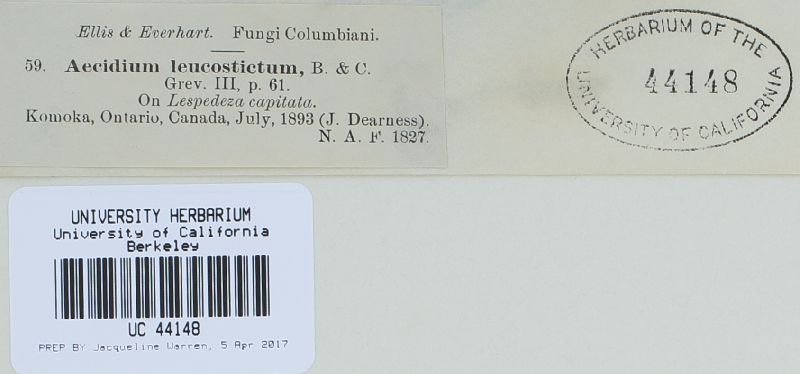 Ellis & Everhart. Fungi Columbiani.
59. Aecidium leucostictum, B. & C.
Grev. III, p. 61.
On Lespedeza capitata.
Komoka, Ontario, Canada, July, 1893 (J. Dearness).
N. A. F. 1827.
HERBARIUM OF THE
44148
UNIVERSITY OF CALIFORNIA
UNIVERSITY HERBARIUM
University of California
Berkeley
UC 44148
PREP BY Jacqueline Warren, 5 Apr 2017